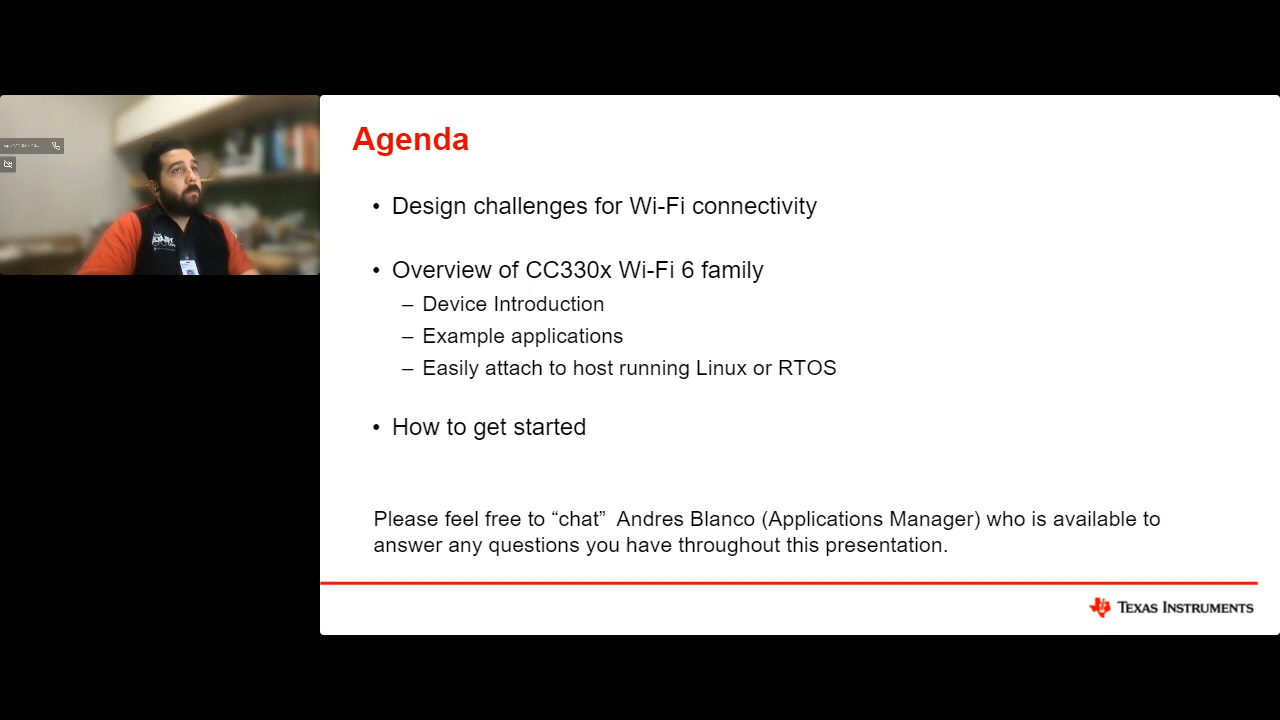 Agenda
• Design challenges for Wi-Fi connectivity
• Overview of CC330x Wi-Fi 6 family
– Device Introduction
– Example applications
– Easily attach to host running Linux or RTOS
• How to get started
Please feel free to “chat”  Andres Blanco (Applications Manager) who is available to
answer any questions you have throughout this presentation.
TEXAS INSTRUMENTS